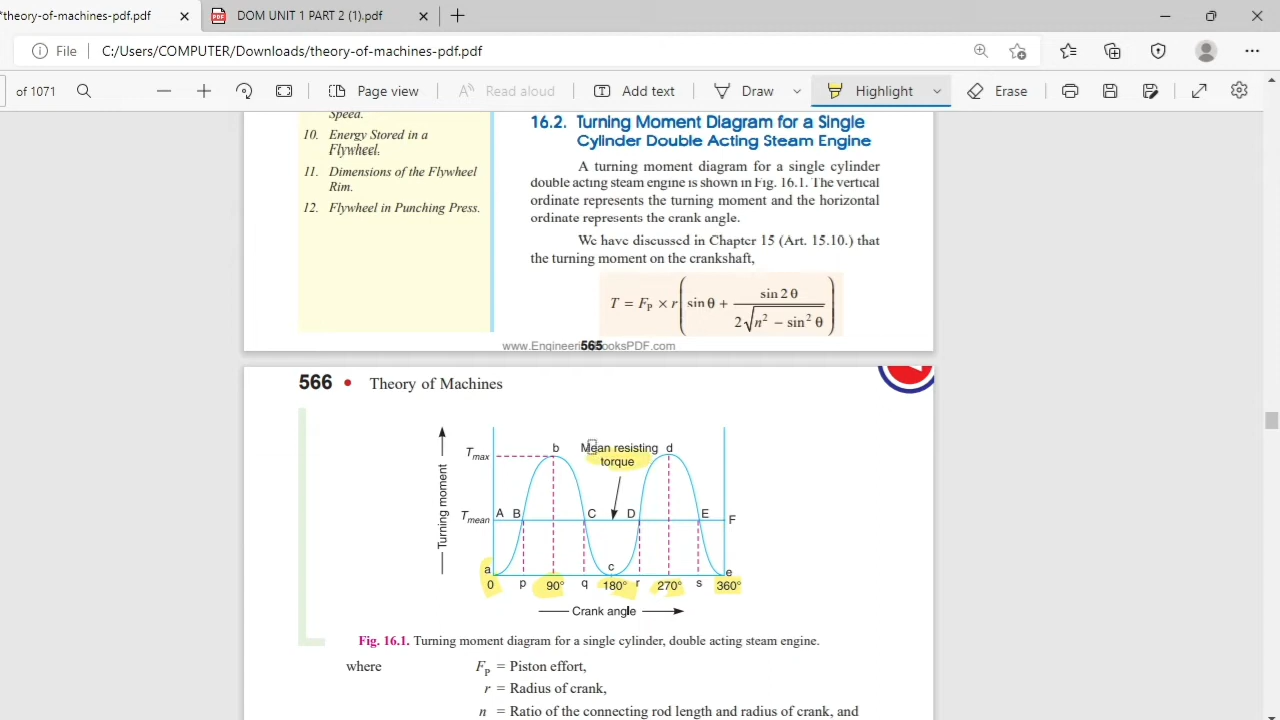 theory-of-machines-pdf.pdf
DOM UNIT 1 PART 2 (1).pdf
File
C:/Users/COMPUTER/Downloads/theory-of-machines-pdf.pdf
of 1071
Page view
Read aloud
Add text
Draw
Highlight
Erase
Speed.
10. Energy Stored in a
Flywheel.
11. Dimensions of the Flywheel
Rim.
12. Flywheel in Punching Press.
16.2. Turning Moment Diagram for a Single
Cylinder Double Acting Steam Engine
A turning moment diagram for a single cylinder
double acting steam engine is shown in Fig. 16.1. The vertical
ordinate represents the turning moment and the horizontal
ordinate represents the crank angle.
We have discussed in Chapter 15 (Art. 15.10.) that
the turning moment on the crankshaft,
T = F_P × r ( sin θ + sin 2θ / 2√(n² − sin² θ) )
565
566 • Theory of Machines
b
Mean resisting
d
torque
Tmax
Turning moment
Tmean
A B C D E F
a c e
0 p 90° q 180° r 270° s 360°
Crank angle
Fig. 16.1. Turning moment diagram for a single cylinder, double acting steam engine.
where F_P = Piston effort,
r = Radius of crank,
n = Ratio of the connecting rod length and radius of crank, and